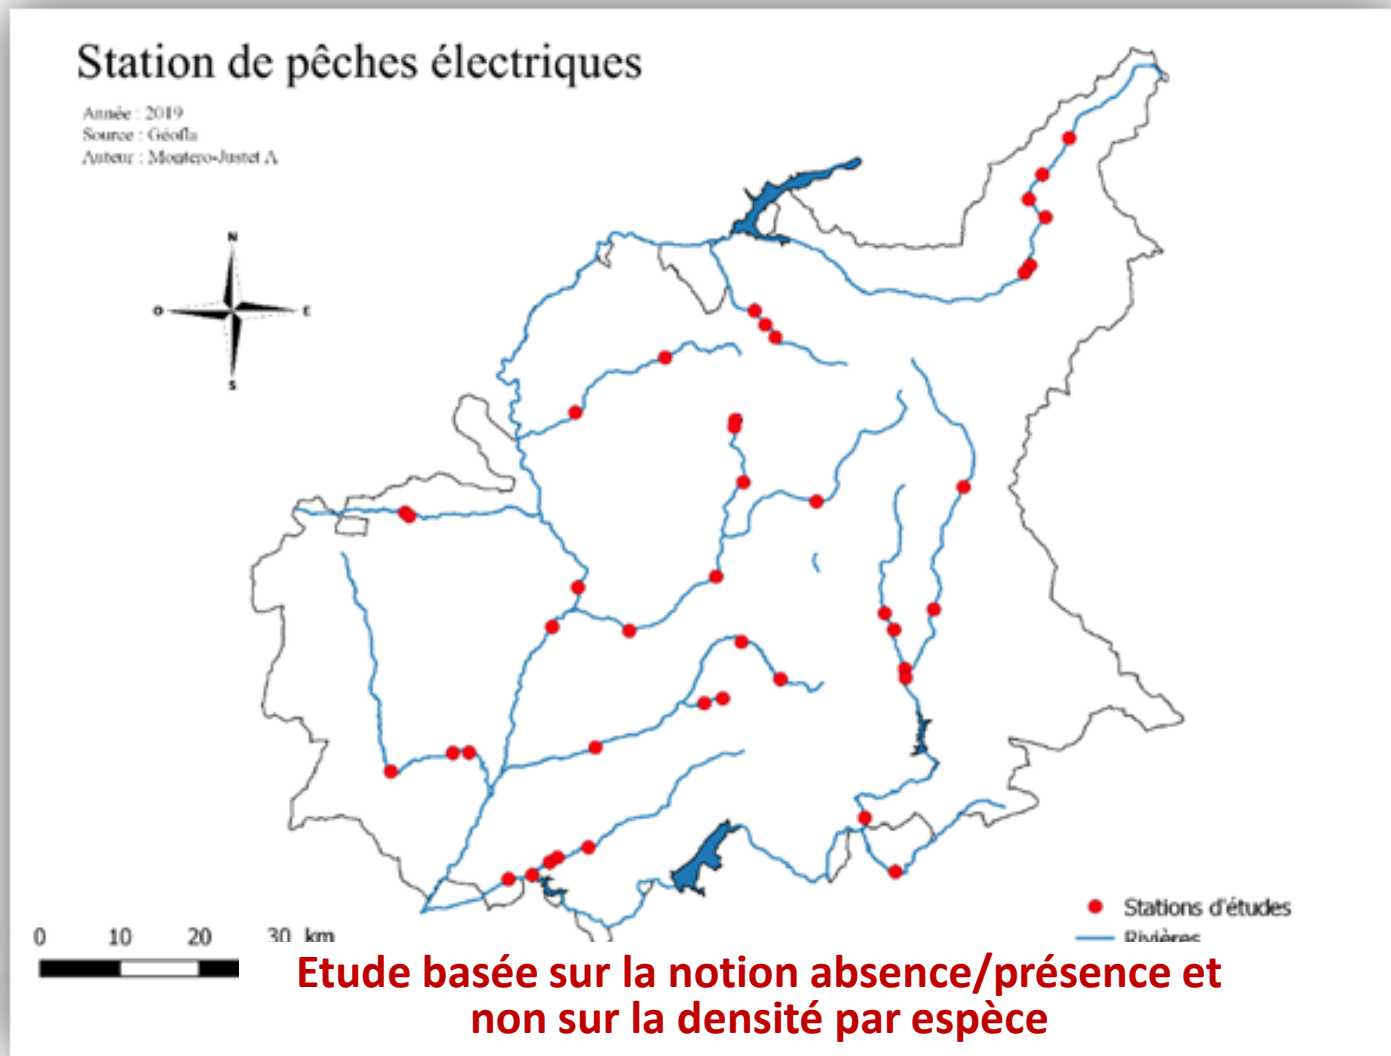 Station de pêches électriques
Année : 2019
Source : Géofla
Auteur : Montero-Justet A
N
O
E
S
Stations d'études
Rivières
0 10 20 30 km
Etude basée sur la notion absence/présence et
non sur la densité par espèce